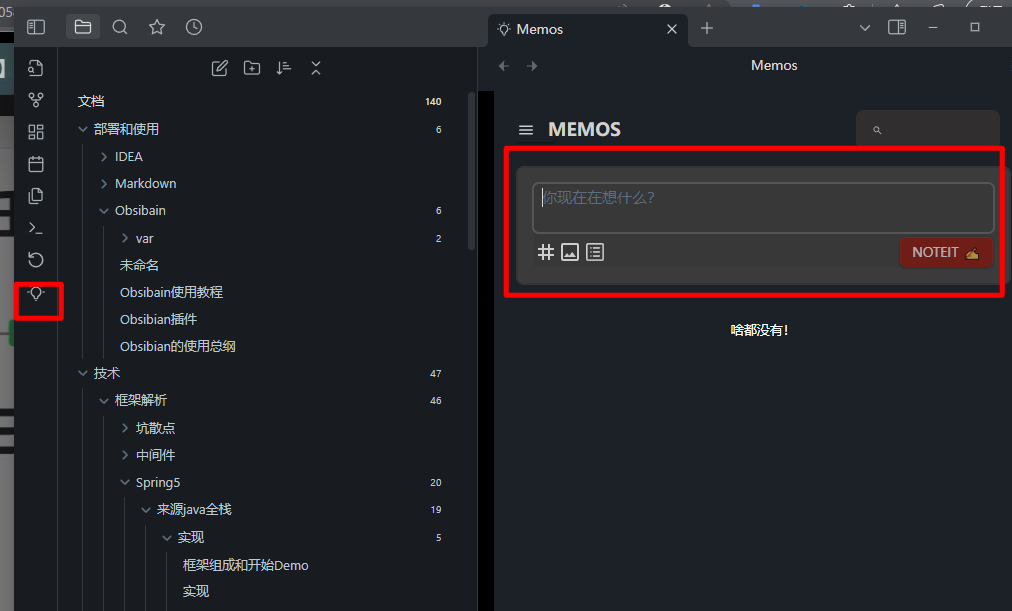 05
Memos
Memos
文档 140
部署和使用 6
IDEA
Markdown
Obsibain 6
var 2
未命名
Obsibain使用教程
Obsibian插件
Obsibian的使用总纲
技术 47
框架解析 46
坑散点
中间件
Spring5 20
来源java全栈 19
实现 5
框架组成和开始Demo
实现
MEMOS
你现在在想什么?
NOTEIT ✍
啥都没有!